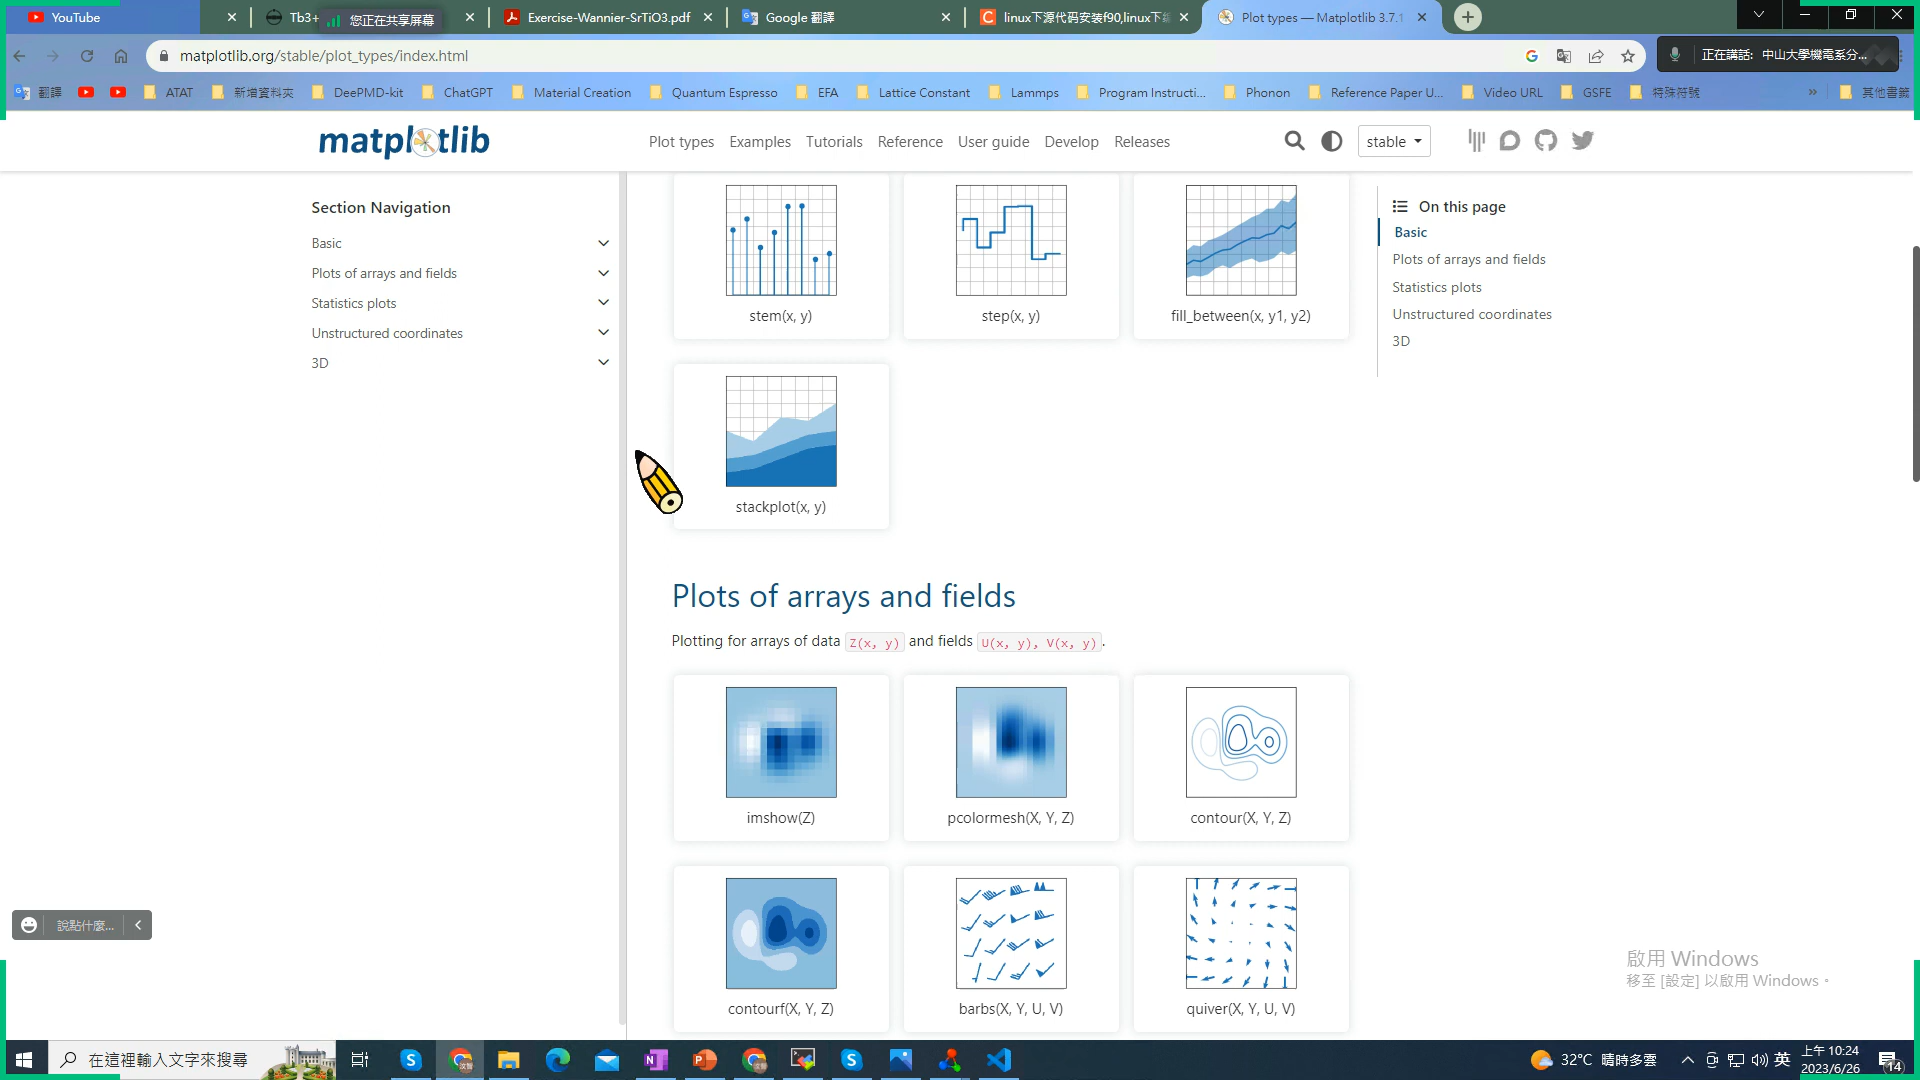 YouTube
Tb3+
您正在共享屏幕
Exercise-Wannier-SrTiO3.pdf
Google 翻譯
linux下源代码安装f90,linux下
Plot types — Matplotlib 3.7.1
matplotlib.org/stable/plot_types/index.html
正在講話: 中山大學機電系分...
翻譯
ATAT
新增資料夾
DeePMD-kit
ChatGPT
Material Creation
Quantum Espresso
EFA
Lattice Constant
Lammps
Program Instructi...
Phonon
Reference Paper U...
Video URL
GSFE
特殊符號
»
其他書籤
matplotlib
Plot types
Examples
Tutorials
Reference
User guide
Develop
Releases
stable
Section Navigation
Basic
Plots of arrays and fields
Statistics plots
Unstructured coordinates
3D
stem(x, y)
step(x, y)
fill_between(x, y1, y2)
stackplot(x, y)
On this page
Basic
Plots of arrays and fields
Statistics plots
Unstructured coordinates
3D
Plots of arrays and fields
Plotting for arrays of data Z(x, y) and fields U(x, y), V(x, y).
imshow(Z)
pcolormesh(X, Y, Z)
contour(X, Y, Z)
contourf(X, Y, Z)
barbs(X, Y, U, V)
quiver(X, Y, U, V)
說點什麼...
啟用 Windows
移至 [設定] 以啟用 Windows。
在這裡輸入文字來搜尋
32°C 晴時多雲
英
上午 10:24
2023/6/26
14